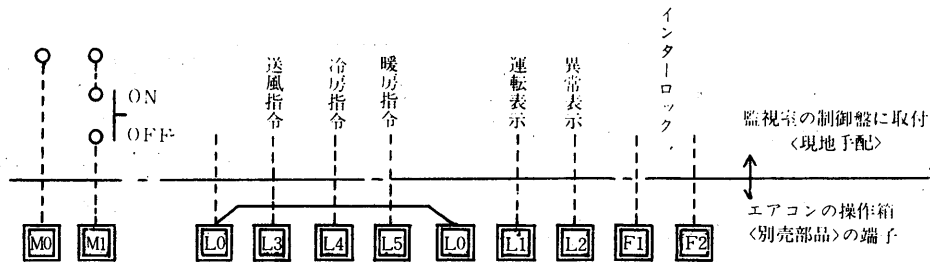 ON
OFF
送風指令
冷房指令
暖房指令
運転表示
異常表示
インターロック
監視室の制御盤に取付
〈現地手配〉
エアコンの操作箱
〈別売部品〉の端子
M0 M1 L0 L3 L4 L5 L0 L1 L2 F1 F2